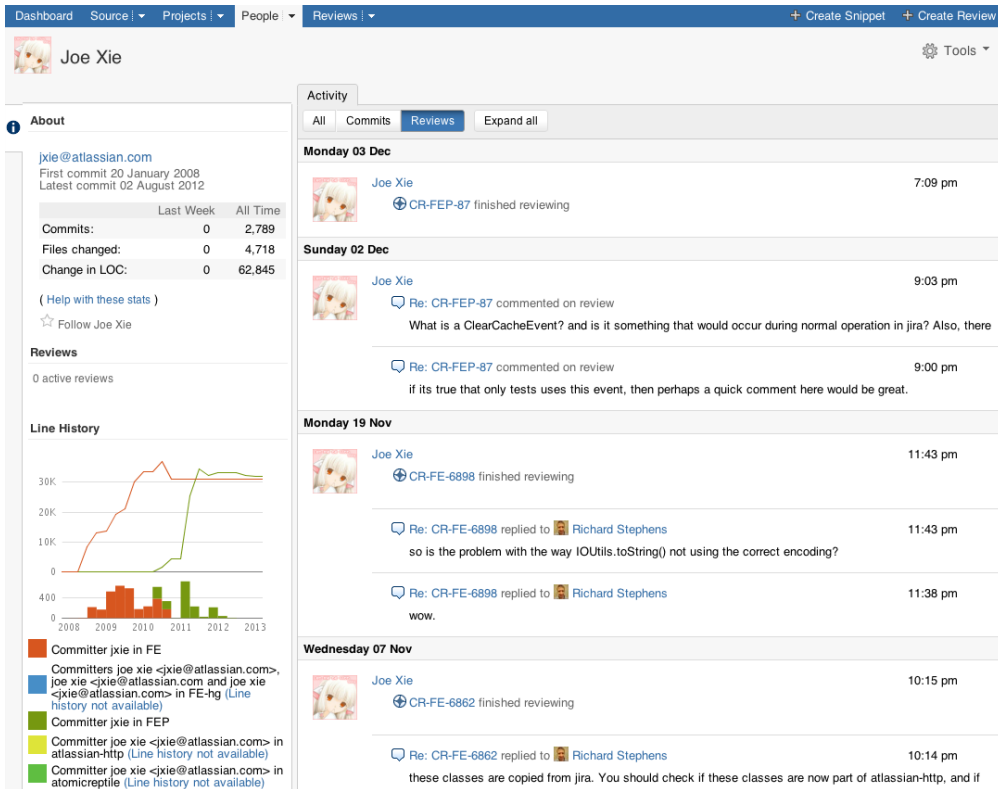 Dashboard Source Projects People Reviews + Create Snippet + Create Review
Joe Xie
Tools
About
jxie@atlassian.com
First commit 20 January 2008
Latest commit 02 August 2012
Last Week All Time
Commits: 0 2,789
Files changed: 0 4,718
Change in LOC: 0 62,845
( Help with these stats )
Follow Joe Xie
Reviews
0 active reviews
Line History
30K
20K
10K
0
400
0
2008 2009 2010 2011 2012 2013
Committer jxie in FE
Committers joe xie <jxie@atlassian.com>,
joe xie <jxie@atlassian.com and joe xie
<jxie@atlassian.com> in FE-hg (Line
history not available)
Committer jxie in FEP
Committer joe xie <jxie@atlassian.com> in
atlassian-http (Line history not available)
Committer joe xie <jxie@atlassian.com> in
atomicreptile (Line history not available)
Activity
All Commits Reviews Expand all
Monday 03 Dec
Joe Xie 7:09 pm
CR-FEP-87 finished reviewing
Sunday 02 Dec
Joe Xie 9:03 pm
Re: CR-FEP-87 commented on review
What is a ClearCacheEvent? and is it something that would occur during normal operation in jira? Also, there
Re: CR-FEP-87 commented on review 9:00 pm
if its true that only tests uses this event, then perhaps a quick comment here would be great.
Monday 19 Nov
Joe Xie 11:43 pm
CR-FE-6898 finished reviewing
Re: CR-FE-6898 replied to Richard Stephens 11:43 pm
so is the problem with the way IOUtils.toString() not using the correct encoding?
Re: CR-FE-6898 replied to Richard Stephens 11:38 pm
wow.
Wednesday 07 Nov
Joe Xie 10:15 pm
CR-FE-6862 finished reviewing
Re: CR-FE-6862 replied to Richard Stephens 10:14 pm
these classes are copied from jira. You should check if these classes are now part of atlassian-http, and if